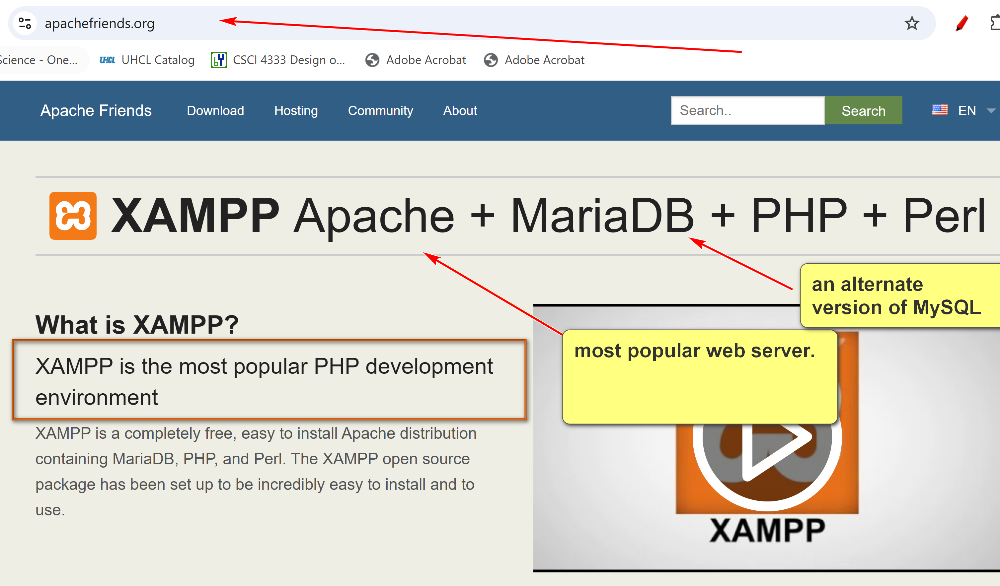 apachefriends.org
Science - One...
UHCL UHCL Catalog
CSCI 4333 Design o...
Adobe Acrobat
Adobe Acrobat
Apache Friends
Download
Hosting
Community
About
Search..
Search
EN
XAMPP Apache + MariaDB + PHP + Perl
an alternate
version of MySQL
What is XAMPP?
most popular web server.
XAMPP is the most popular PHP development
environment
XAMPP is a completely free, easy to install Apache distribution
containing MariaDB, PHP, and Perl. The XAMPP open source
package has been set up to be incredibly easy to install and to
use.
XAMPP